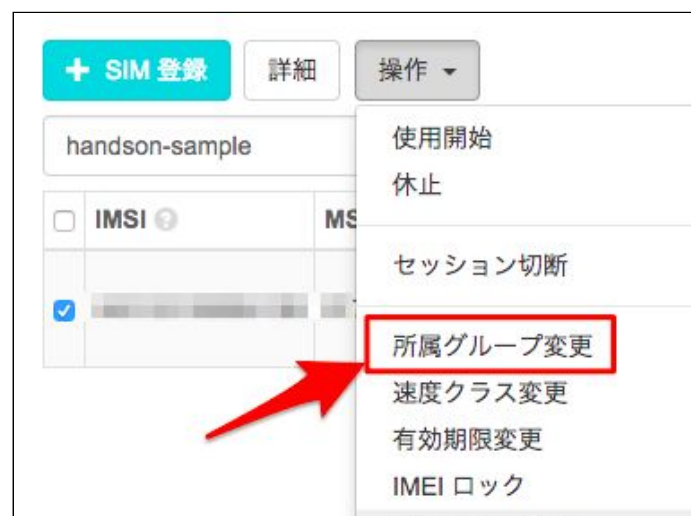 + SIM 登録 詳細 操作
handson-sample
使用開始
休止
IMSI MS
セッション切断
所属グループ変更
速度クラス変更
有効期限変更
IMEI ロック